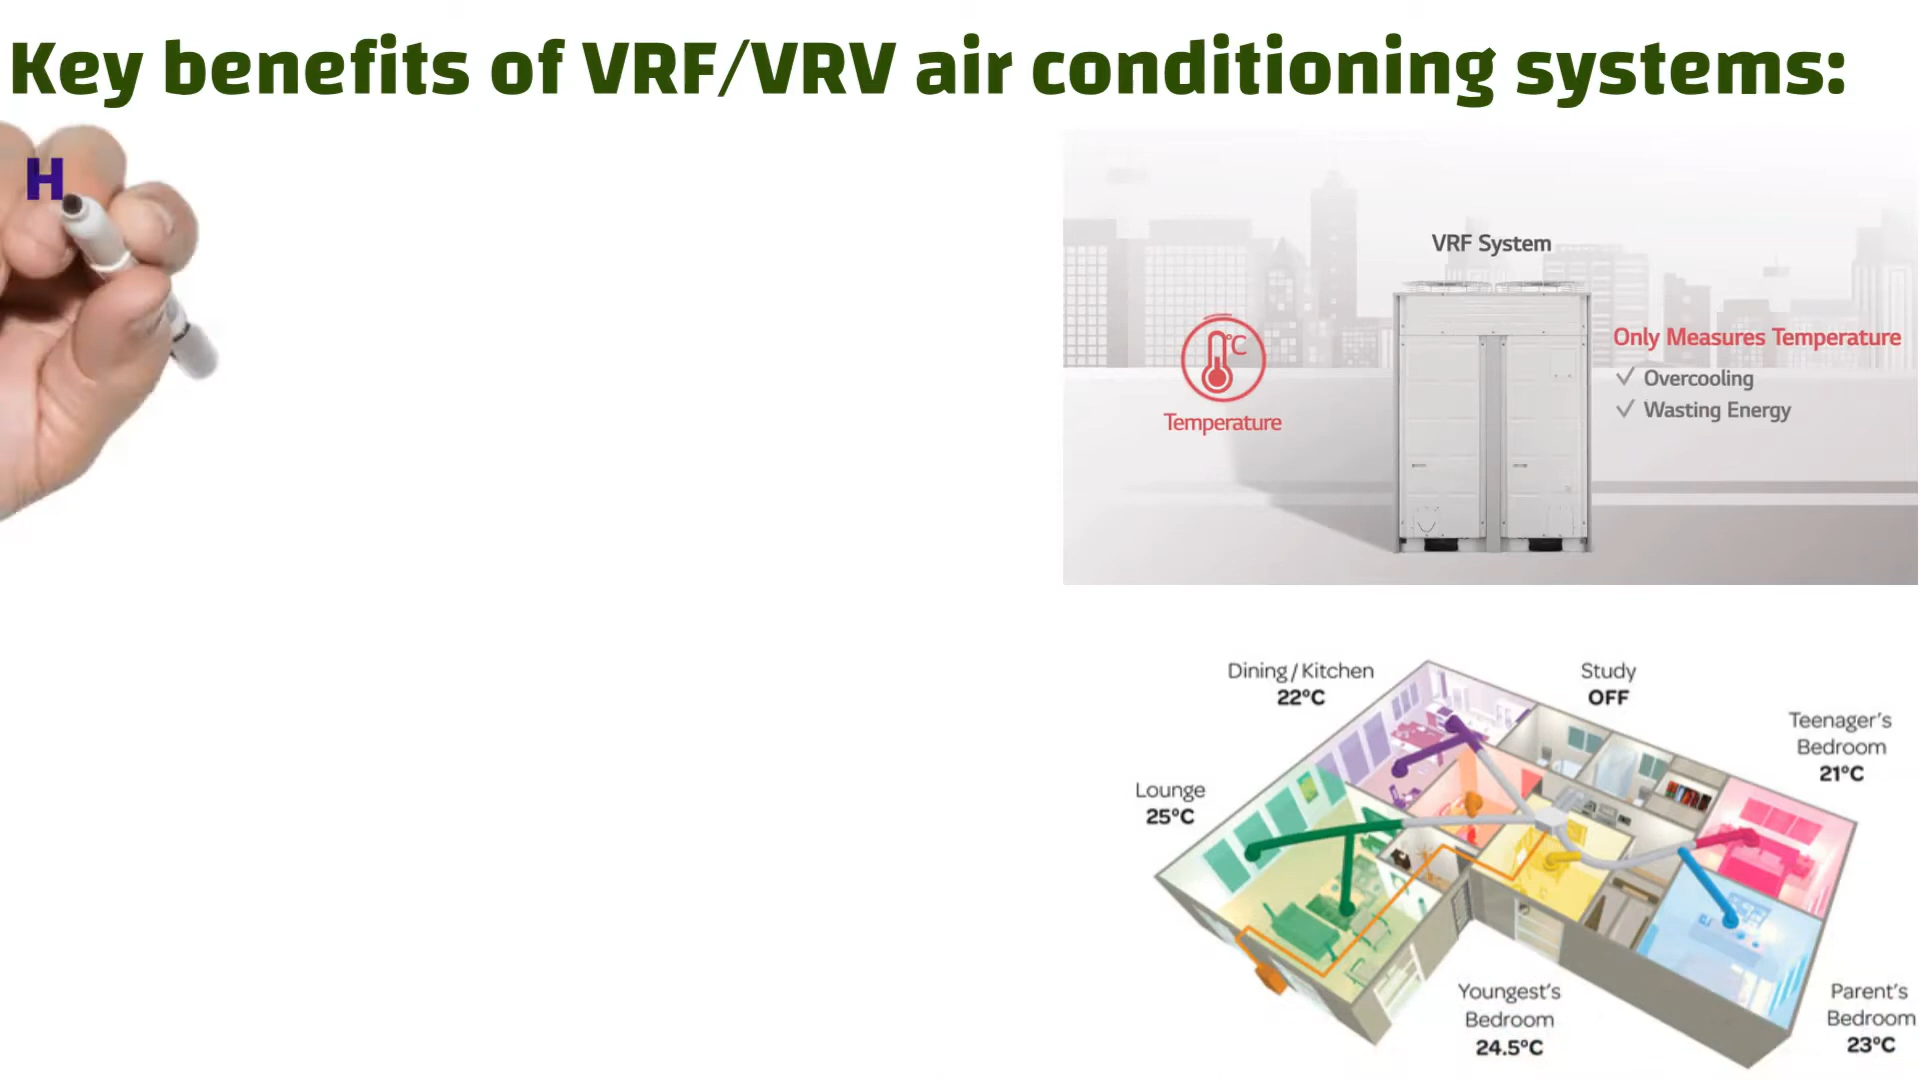 Key benefits of VRF/VRV air conditioning systems:
H
VRF System
°C
Temperature
Only Measures Temperature
✓ Overcooling
✓ Wasting Energy
Dining / Kitchen
22°C
Study
OFF
Teenager's
Bedroom
21°C
Lounge
25°C
Youngest's
Bedroom
24.5°C
Parent's
Bedroom
23°C